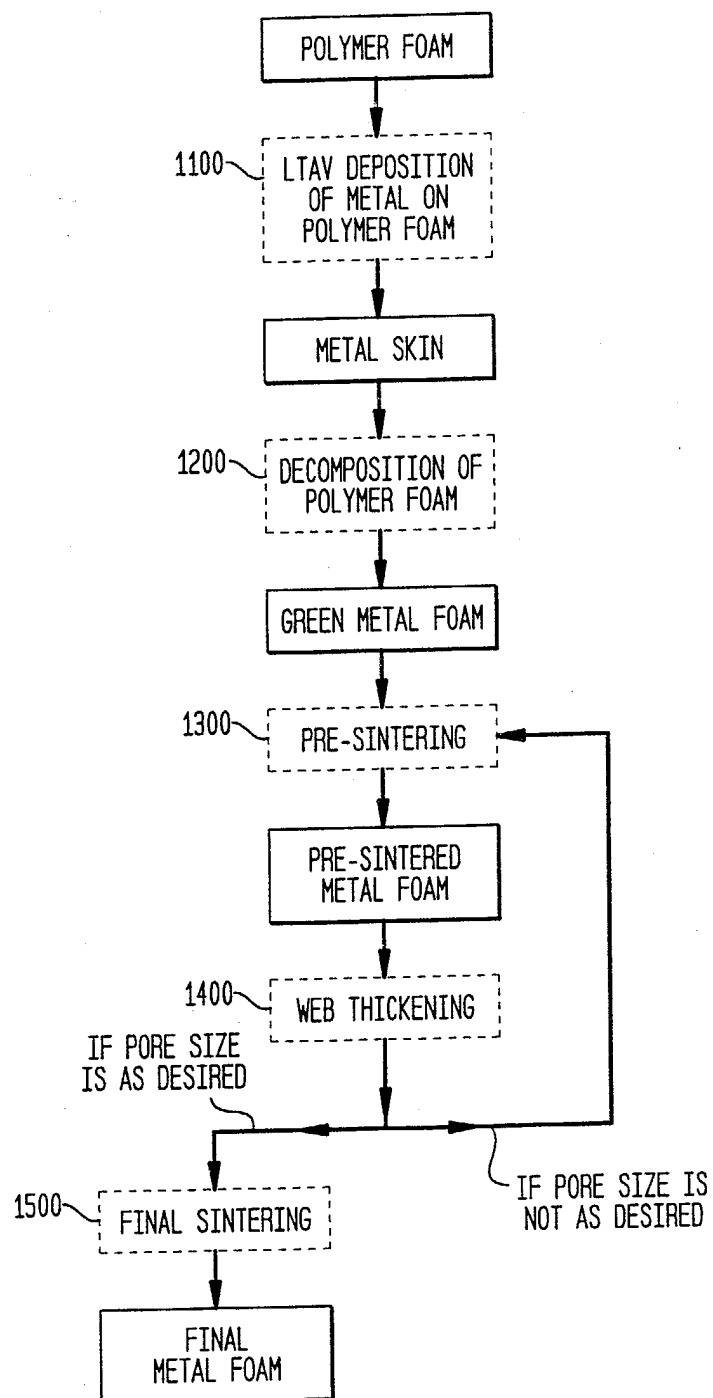 POLYMER FOAM
1100
LTAV DEPOSITION
OF METAL ON
POLYMER FOAM
METAL SKIN
1200
DECOMPOSITION OF
POLYMER FOAM
GREEN METAL FOAM
1300
PRE-SINTERING
PRE-SINTERED
METAL FOAM
1400
WEB THICKENING
IF PORE SIZE
IS AS DESIRED
IF PORE SIZE IS
NOT AS DESIRED
1500
FINAL SINTERING
FINAL
METAL FOAM